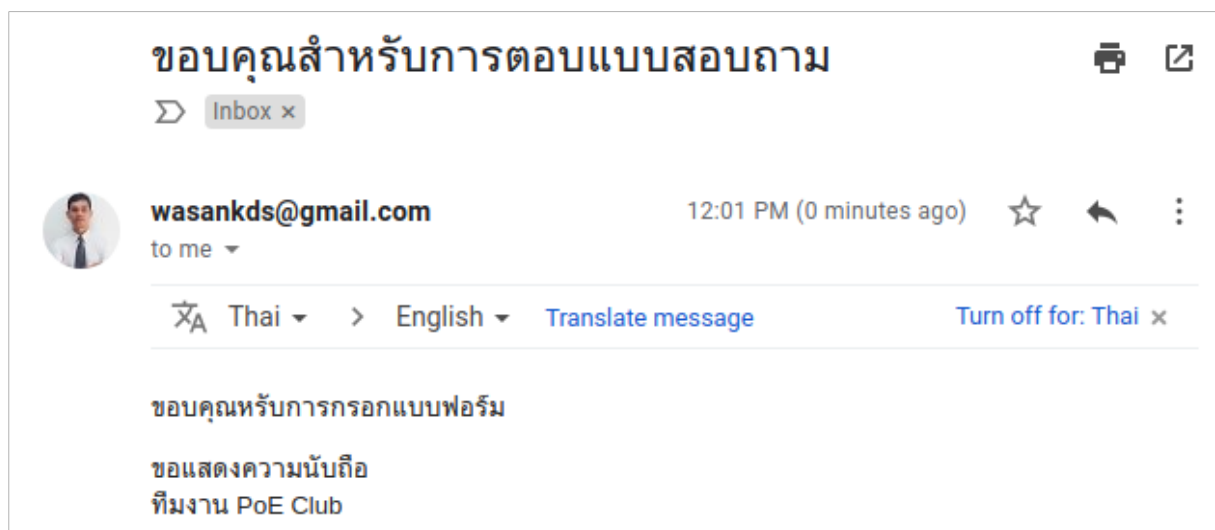 ขอบคุณสำหรับการตอบแบบสอบถาม
Inbox ×
wasankds@gmail.com 12:01 PM (0 minutes ago)
to me
Thai > English Translate message Turn off for: Thai ×
ขอบคุณหรับการกรอกแบบฟอร์ม
ขอแสดงความนับถือ
ทีมงาน PoE Club